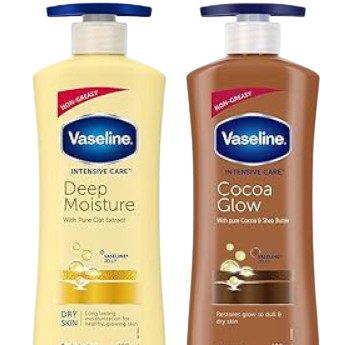 NON-GREASY
Vaseline.
INTENSIVE CARE™
Deep
Moisture
With Pure Oat Extract
VASELINE®
JELLY
DRY
SKIN
Long lasting
moisturization for
healthy, glowing skin
NON-GREASY
Vaseline.
INTENSIVE CARE™
Cocoa
Glow
With pure Cocoa & Shea Butter
VASELINE®
JELLY
Restores glow to dull &
dry skin